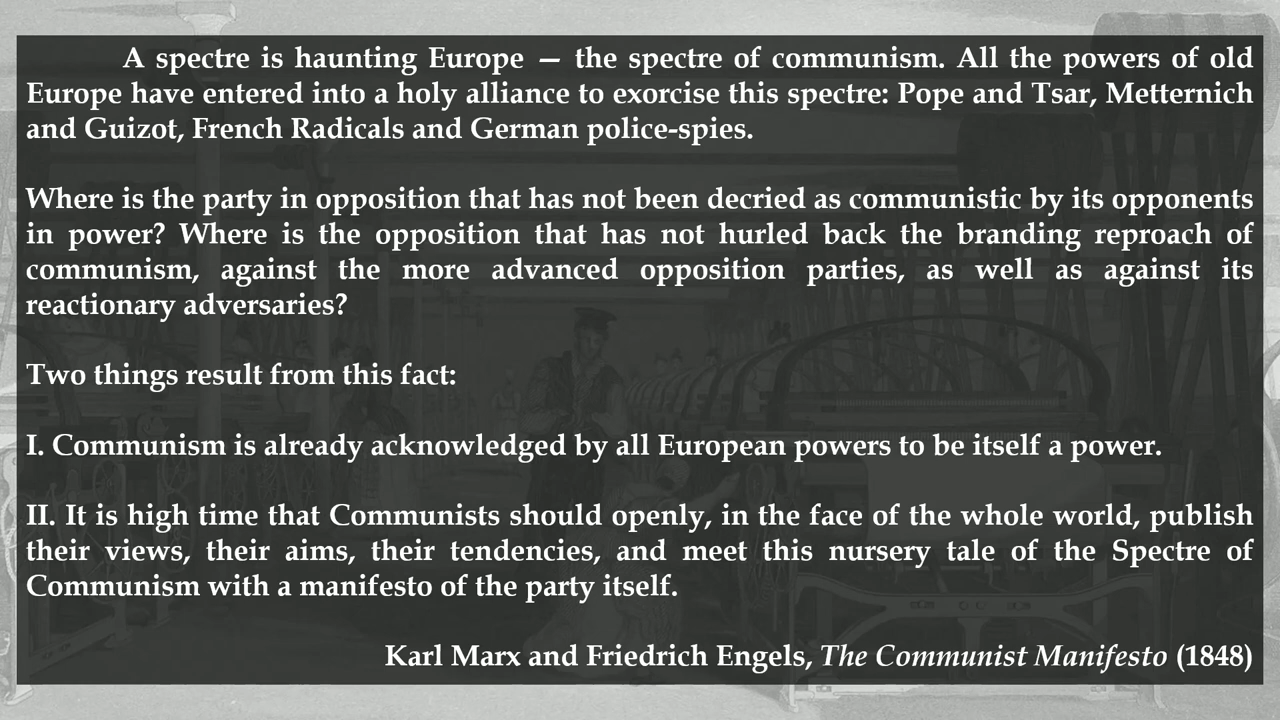 A spectre is haunting Europe — the spectre of communism. All the powers of old
Europe have entered into a holy alliance to exorcise this spectre: Pope and Tsar, Metternich
and Guizot, French Radicals and German police-spies.
Where is the party in opposition that has not been decried as communistic by its opponents
in power? Where is the opposition that has not hurled back the branding reproach of
communism, against the more advanced opposition parties, as well as against its
reactionary adversaries?
Two things result from this fact:
I. Communism is already acknowledged by all European powers to be itself a power.
II. It is high time that Communists should openly, in the face of the whole world, publish
their views, their aims, their tendencies, and meet this nursery tale of the Spectre of
Communism with a manifesto of the party itself.
Karl Marx and Friedrich Engels, The Communist Manifesto (1848)